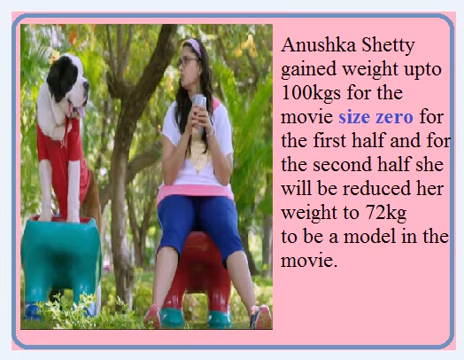 Anushka Shetty
gained weight upto
100kgs for the
movie size zero for
the first half and for
the second half she
will be reduced her
weight to 72kg
to be a model in the
movie.